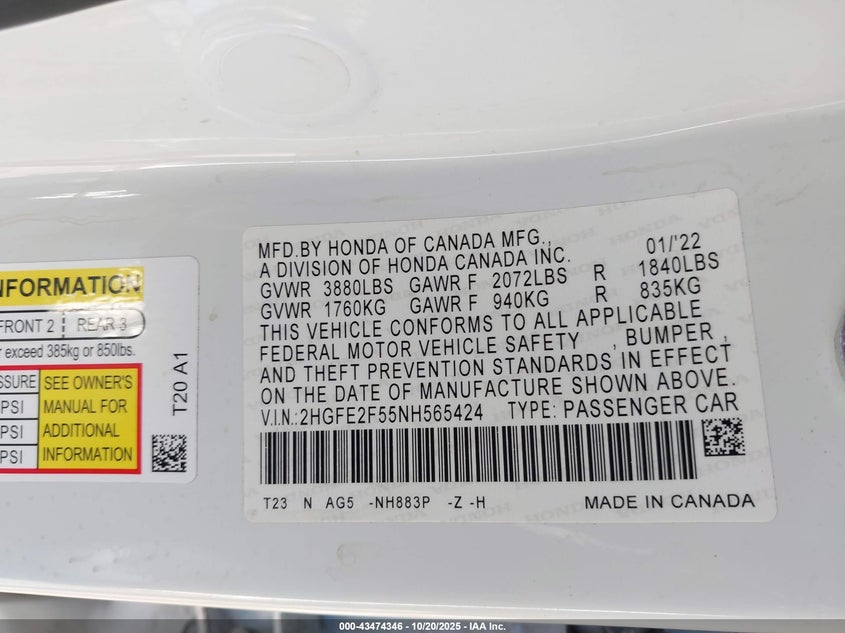 NFORMATION
FRONT 2 | REAR 3
r exceed 385kg or 850lbs.
SSURE SEE OWNER'S
PSI MANUAL FOR
PSI ADDITIONAL
PSI INFORMATION
T20 A1
MFD.BY HONDA OF CANADA MFG., 01/'22
A DIVISION OF HONDA CANADA INC.
GVWR 3880LBS GAWR F 2072LBS R 1840LBS
GVWR 1760KG GAWR F 940KG R 835KG
THIS VEHICLE CONFORMS TO ALL APPLICABLE
FEDERAL MOTOR VEHICLE SAFETY , BUMPER ,
AND THEFT PREVENTION STANDARDS IN EFFECT
ON THE DATE OF MANUFACTURE SHOWN ABOVE.
V.I.N.:2HGFE2F55NH565424 TYPE: PASSENGER CAR
T23 N AG5 -NH883P -Z -H MADE IN CANADA
000-43474346 | 10/20/2025 | IAA Inc.